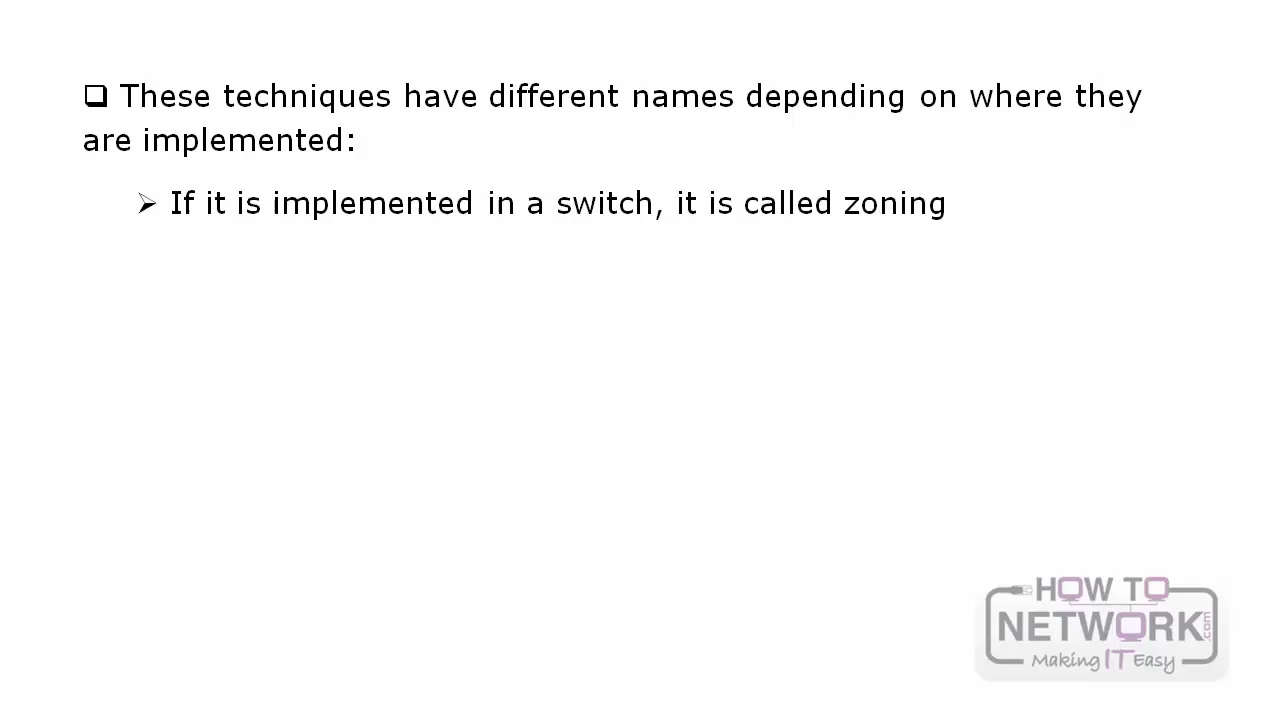 These techniques have different names depending on where they
are implemented:
If it is implemented in a switch, it is called zoning
HOW TO
NETWORK.com
Making IT Easy